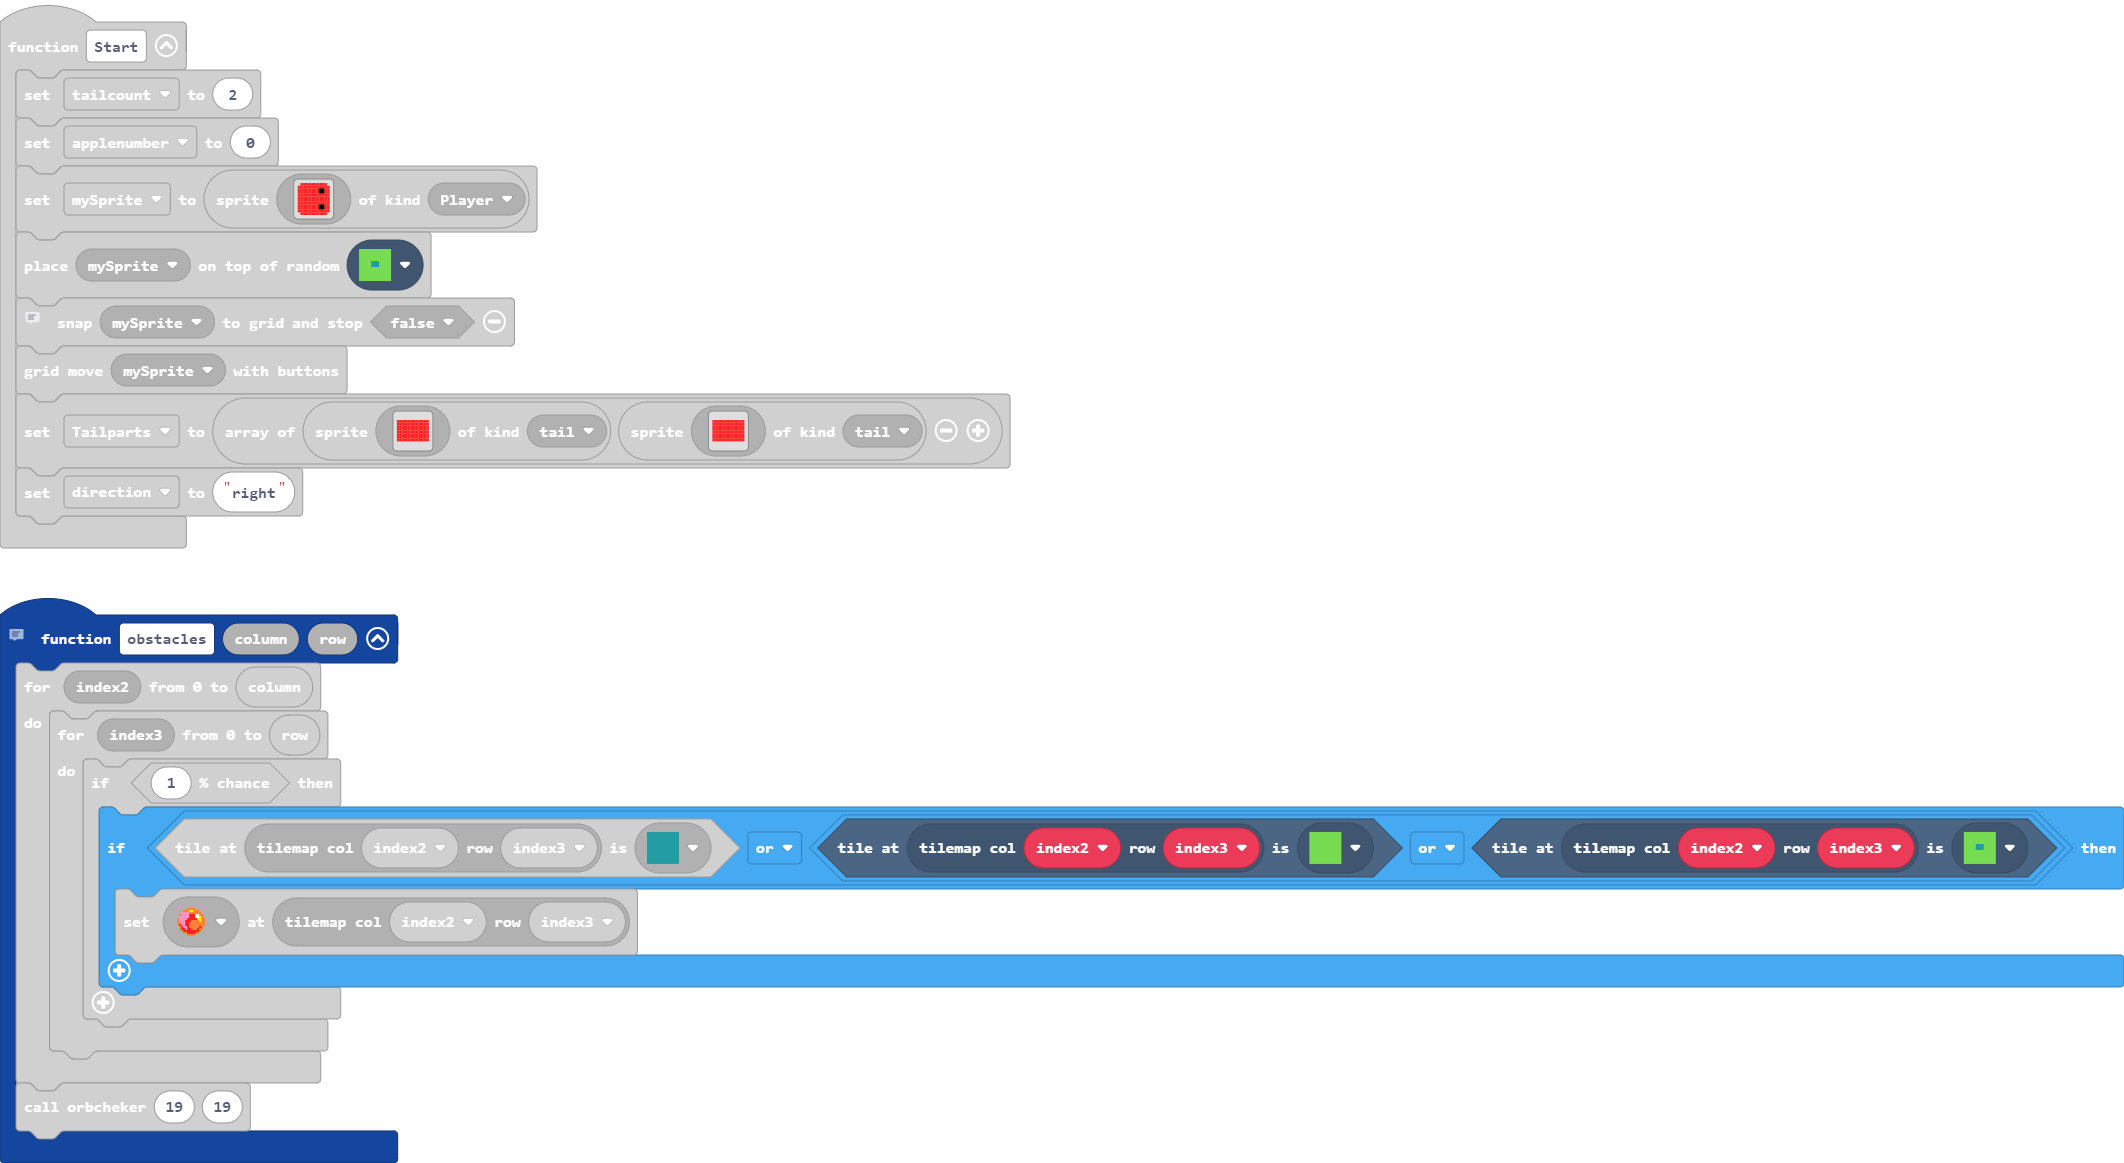 function Start
set tailcount to 2
set applenumber to 0
set mySprite to sprite of kind Player
place mySprite on top of random
snap mySprite to grid and stop false
grid move mySprite with buttons
set Tailparts to array of sprite of kind tail sprite of kind tail
set direction to "right"
function obstacles column row
for index2 from 0 to column
do
for index3 from 0 to row
do
if 1 % chance then
if tile at tilemap col index2 row index3 is or tile at tilemap col index2 row index3 is or tile at tilemap col index2 row index3 is then
set at tilemap col index2 row index3
call orbcheker 19 19